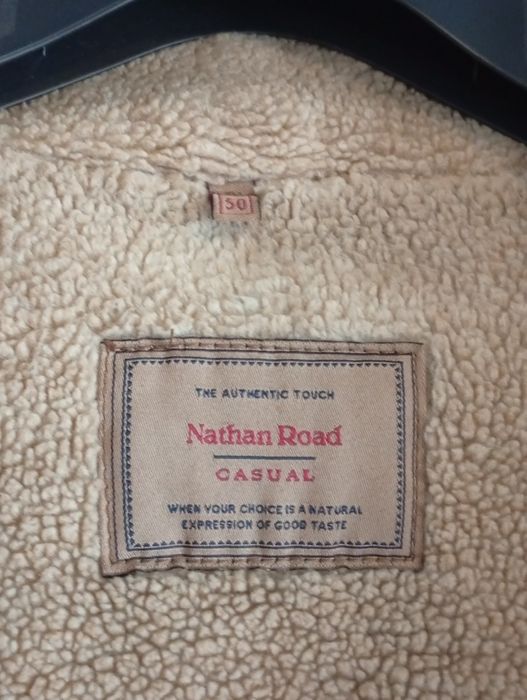 50
THE AUTHENTIC TOUCH
Nathan Road
CASUAL
WHEN YOUR CHOICE IS A NATURAL
EXPRESSION OF GOOD TASTE